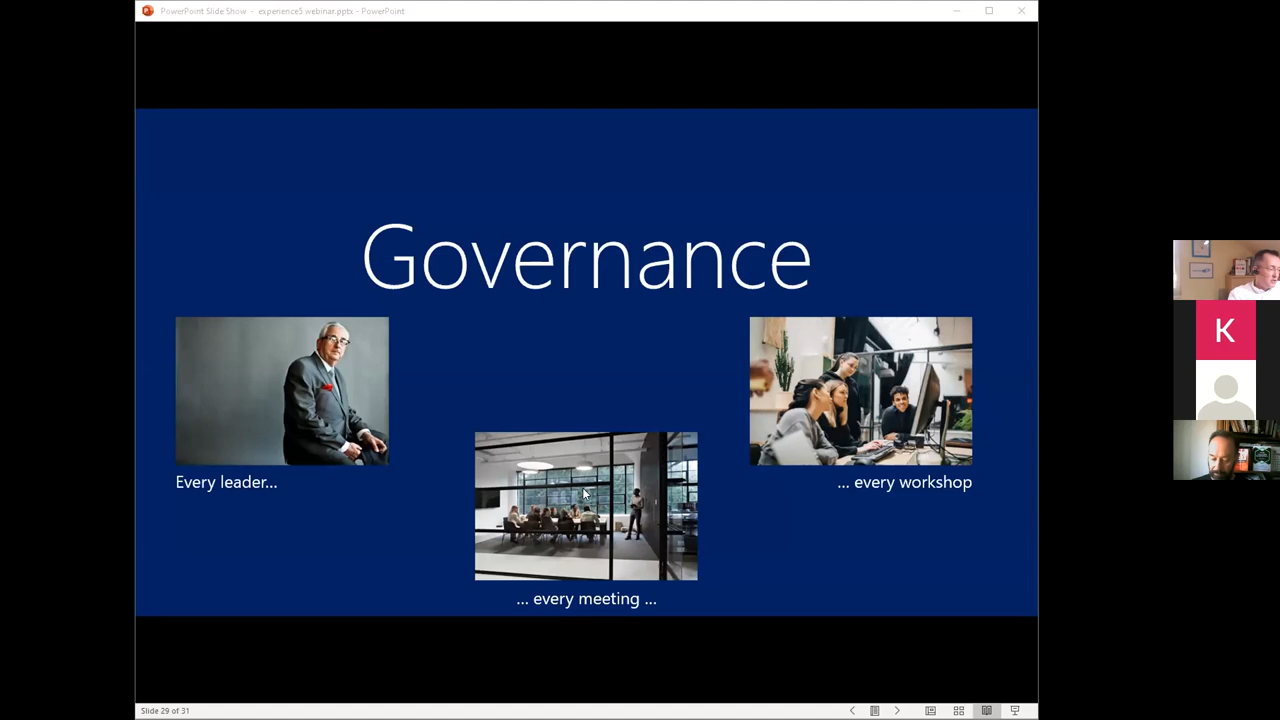 PowerPoint Slide Show - experience5 webinar.pptx - PowerPoint
Governance
Every leader...
... every workshop
... every meeting ...
K
Slide 29 of 31